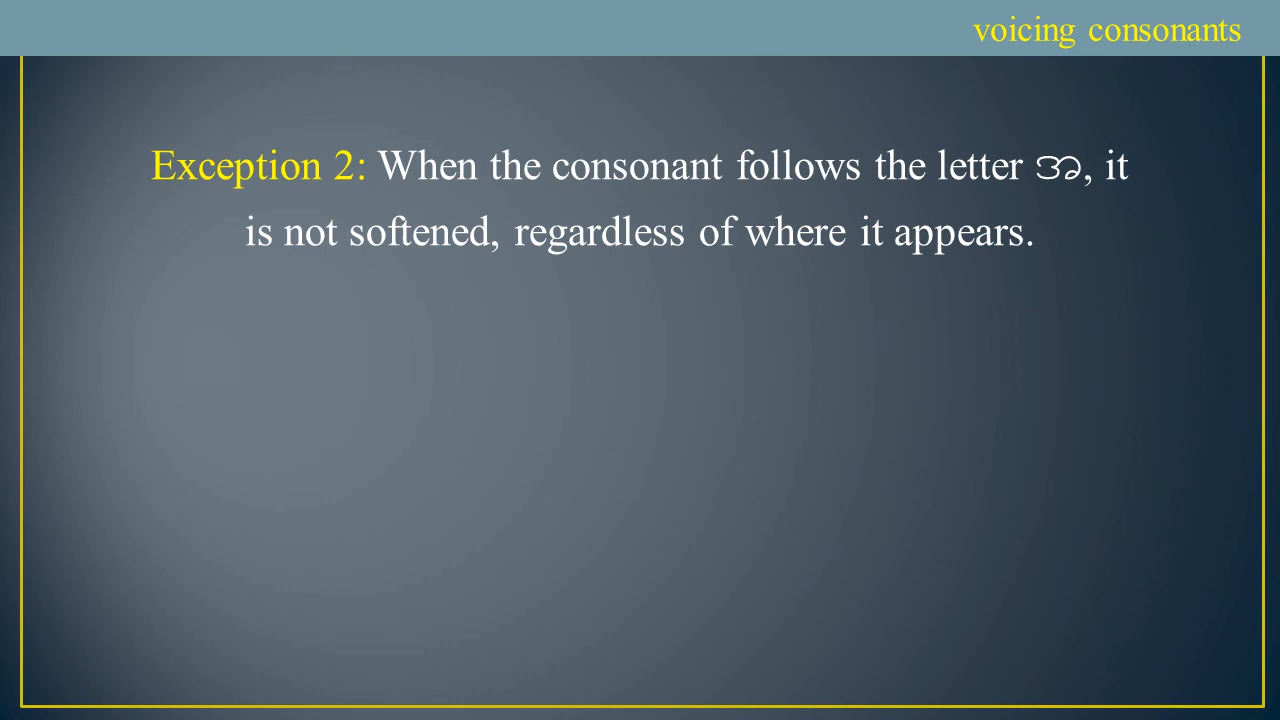 voicing consonants
Exception 2: When the consonant follows the letter အ, it
is not softened, regardless of where it appears.